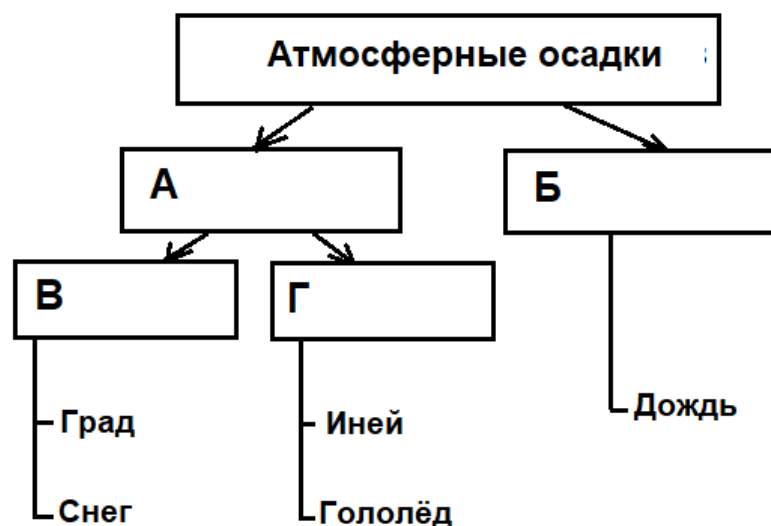 Атмосферные осадки
А
Б
В
Г
Град
Иней
Дождь
Снег
Гололёд